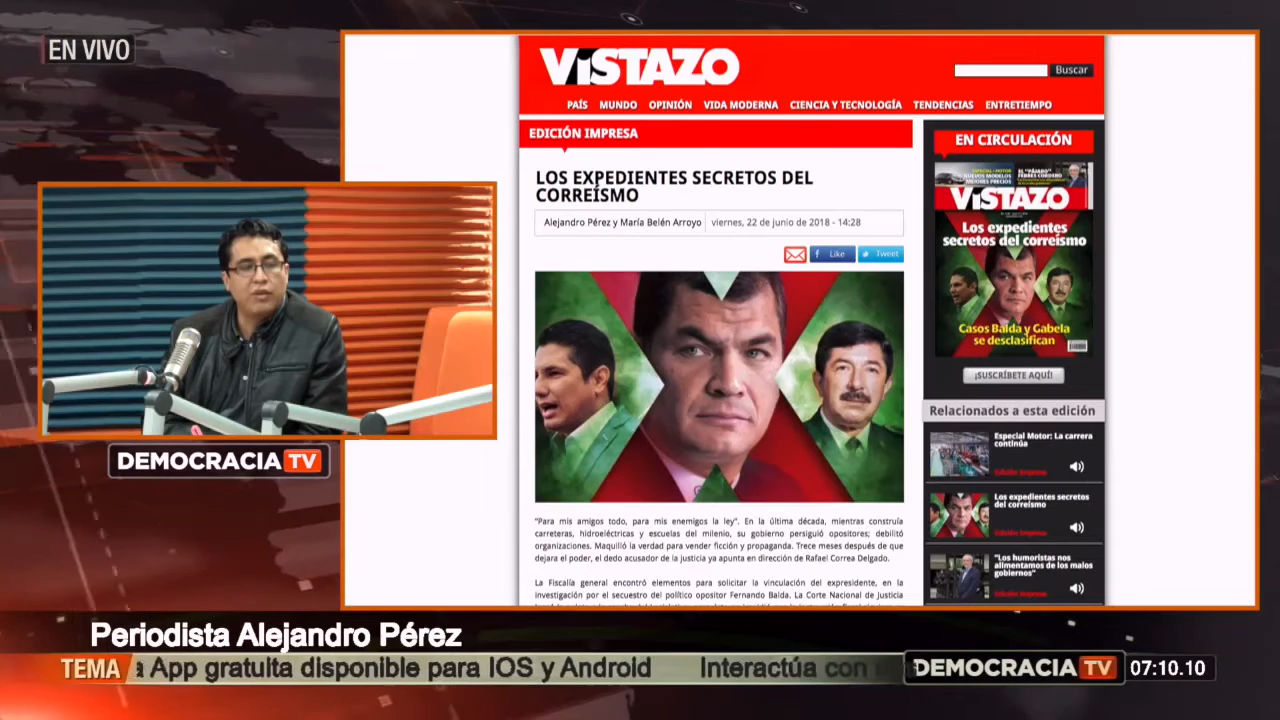 EN VIVO
VISTAZO
Buscar
PAÍS MUNDO OPINIÓN VIDA MODERNA CIENCIA Y TECNOLOGÍA TENDENCIAS ENTRETIEMPO
EDICIÓN IMPRESA
LOS EXPEDIENTES SECRETOS DEL
CORREÍSMO
Alejandro Pérez y María Belén Arroyo viernes, 22 de junio de 2018 - 14:28
Like Tweet
"Para mis amigos todo, para mis enemigos la ley". En la última década, mientras construía
carreteras, hidroeléctricas y escuelas del milenio, su gobierno persiguió opositores; debilitó
organizaciones. Maquilló la verdad para vender ficción y propaganda. Trece meses después de que
dejara el poder, el dedo acusador de la justicia ya apunta en dirección de Rafael Correa Delgado.
La Fiscalía general encontró elementos para solicitar la vinculación del expresidente, en la
investigación por el secuestro del político opositor Fernando Balda. La Corte Nacional de Justicia
EN CIRCULACIÓN
VISTAZO
Los expedientes
secretos del correísmo
Casos Balda y Gabela
se desclasifican
¡SUSCRÍBETE AQUÍ!
Relacionados a esta edición
Especial Motor: La carrera
continúa
Edición Impresa
Los expedientes secretos
del correísmo
Edición Impresa
"Los humoristas nos
alimentamos de los malos
gobiernos"
Edición Impresa
DEMOCRACIA TV
Periodista Alejandro Pérez
TEMA a App gratuita disponible para IOS y Android Interactúa con DEMOCRACIA TV 07:10.10